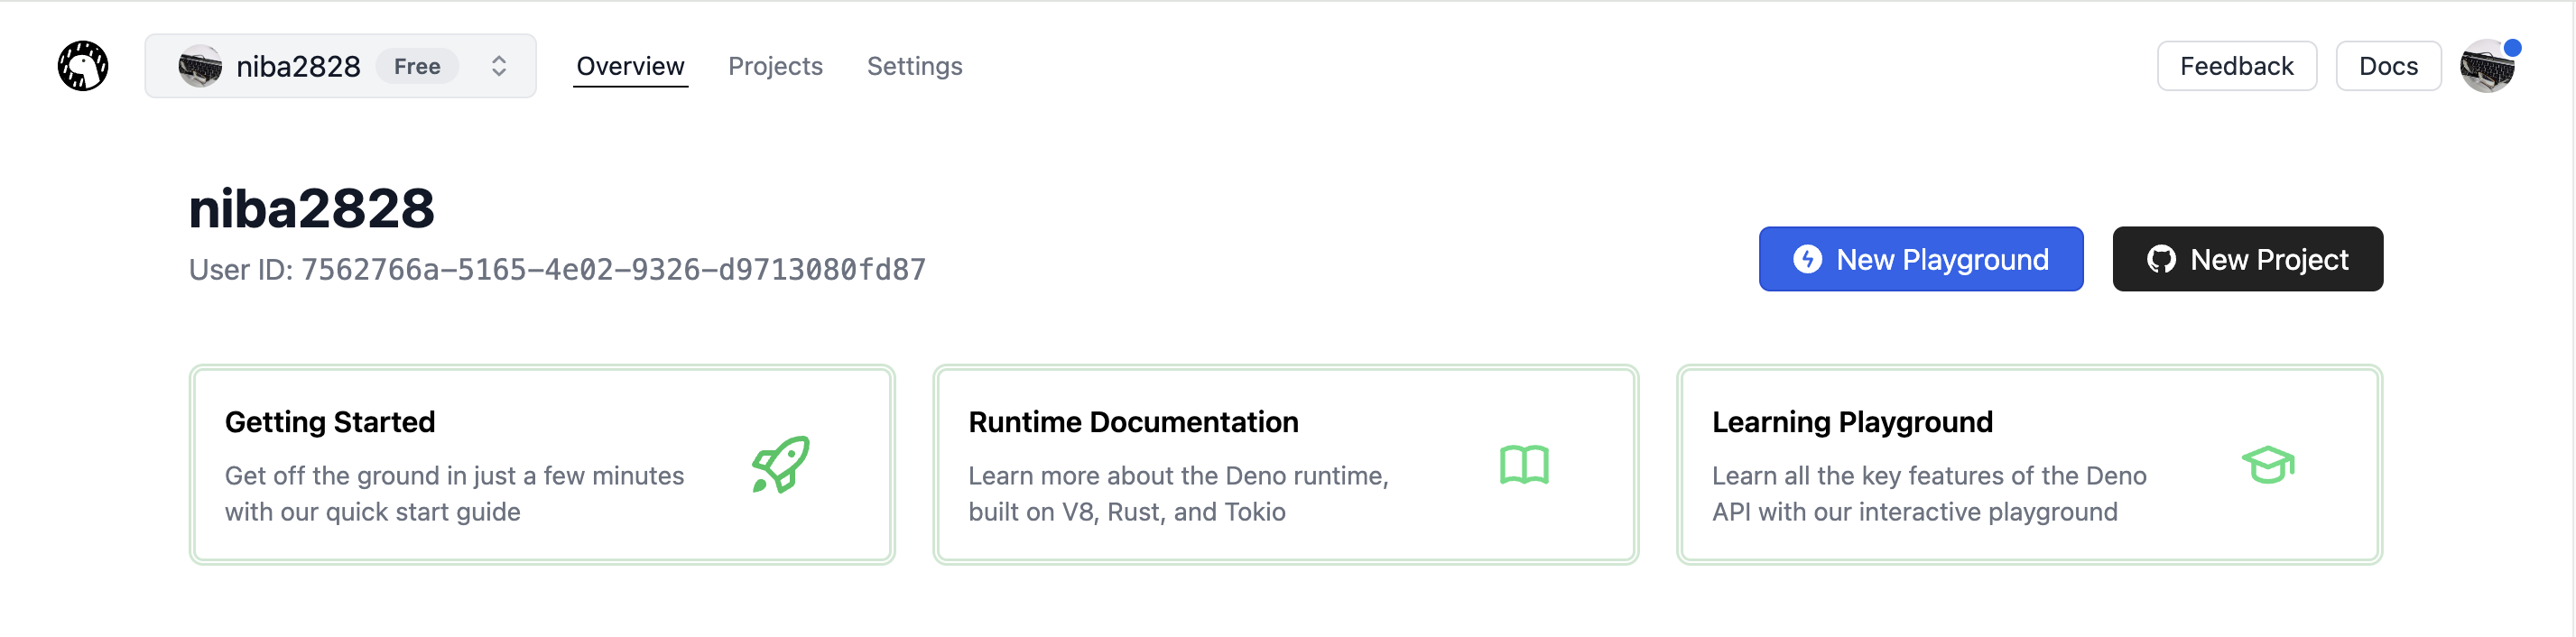 niba2828 Free Overview Projects Settings Feedback Docs
niba2828
User ID: 7562766a-5165-4e02-9326-d9713080fd87
New Playground
New Project
Getting Started
Get off the ground in just a few minutes
with our quick start guide
Runtime Documentation
Learn more about the Deno runtime,
built on V8, Rust, and Tokio
Learning Playground
Learn all the key features of the Deno
API with our interactive playground